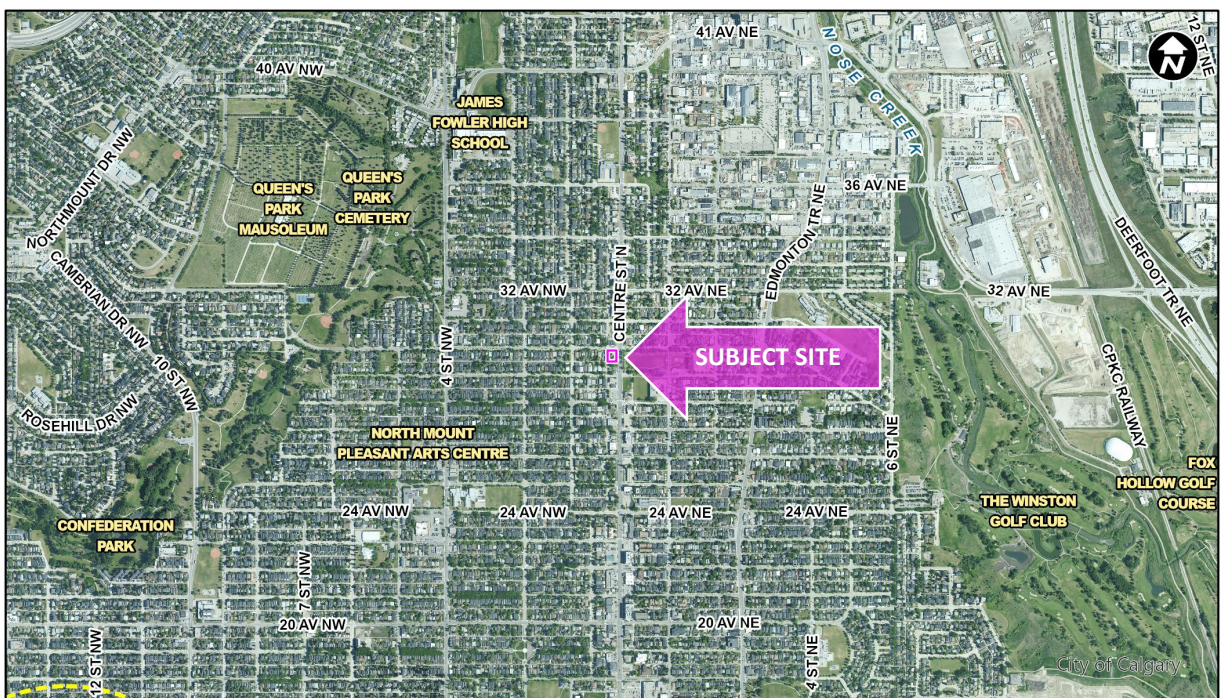 41 AV NE
12 ST NE
NOSE CREEK
N
40 AV NW
JAMES
FOWLER HIGH
SCHOOL
NORTHMOUNT DR NW
QUEEN'S
PARK
MAUSOLEUM
QUEEN'S
PARK
CEMETERY
36 AV NE
EDMONTON TR NE
DEERFOOT TR NE
CAMBRIAN DR NW
CENTRE ST N
32 AV NW
32 AV NE
32 AV NE
SUBJECT SITE
4 ST NW
10 ST NW
CPKC RAILWAY
ROSEHILL DR NW
NORTH MOUNT
PLEASANT ARTS CENTRE
6 ST NE
FOX
HOLLOW GOLF
COURSE
THE WINSTON
GOLF CLUB
24 AV NW
24 AV NW
24 AV NE
24 AV NE
CONFEDERATION
PARK
7 ST NW
20 AV NW
20 AV NE
12 ST NW
4 ST NE
City of Calgary